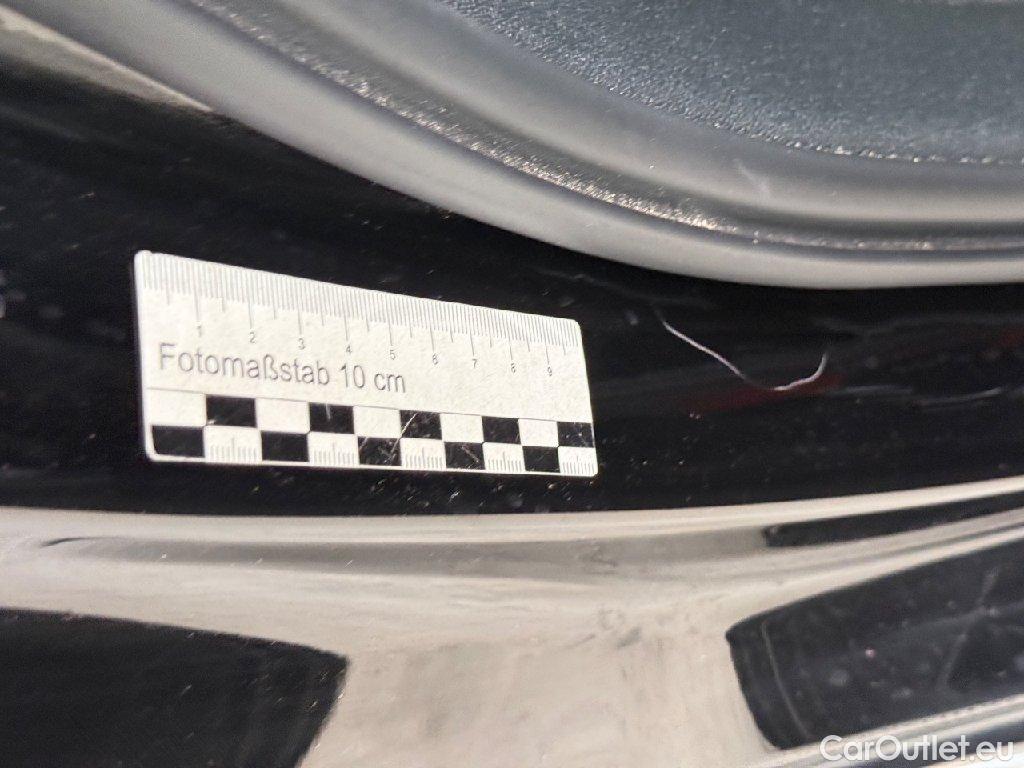 1 2 3 4 5 6 7 8 9
Fotomaßstab 10 cm
CarOutlet.eu